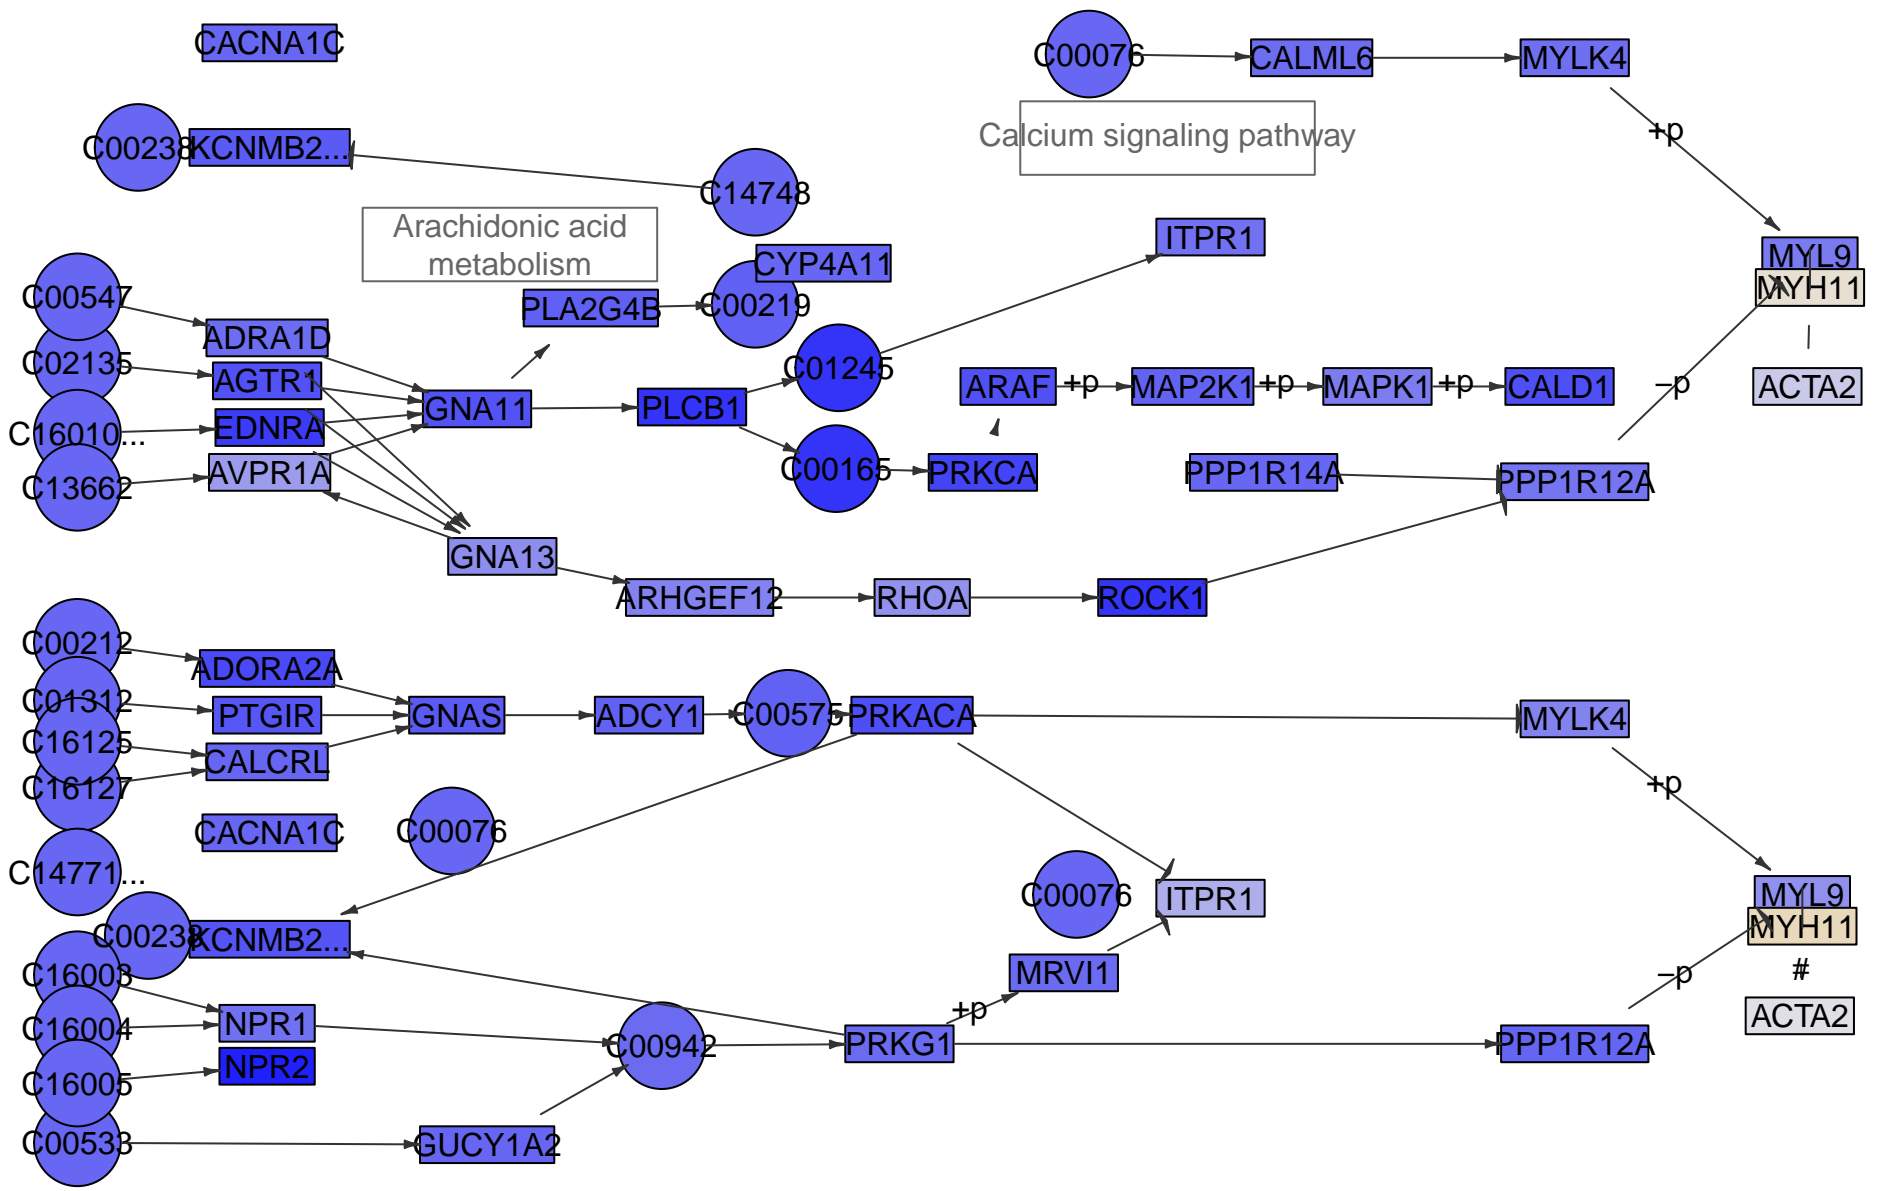 CACNA1C
C00076
CALML6
MYLK4
C00238
KCNMB2...
Calcium signaling pathway
+p
C14748
Arachidonic acid
metabolism
ITPR1
CYP4A11
MYL9
MYH11
C00547
PLA2G4B
C00219
ADRA1D
C02135
AGTR1
C01245
ARAF
+p
MAP2K1
+p
MAPK1
+p
CALD1
–p
ACTA2
GNA11
PLCB1
C16010...
EDNRA
C13662
AVPR1A
C00165
PRKCA
PPP1R14A
PPP1R12A
GNA13
ARHGEF12
RHOA
ROCK1
C00212
ADORA2A
C01312
PTGIR
GNAS
ADCY1
C00575
PRKACA
MYLK4
C16125
CALCRL
C16127
+p
CACNA1C
C00076
C14771...
C00076
ITPR1
MYL9
MYH11
C00238
KCNMB2...
C16003
MRVI1
–p
#
+p
C16004
NPR1
C00942
PRKG1
PPP1R12A
ACTA2
C16005
NPR2
C00533
GUCY1A2